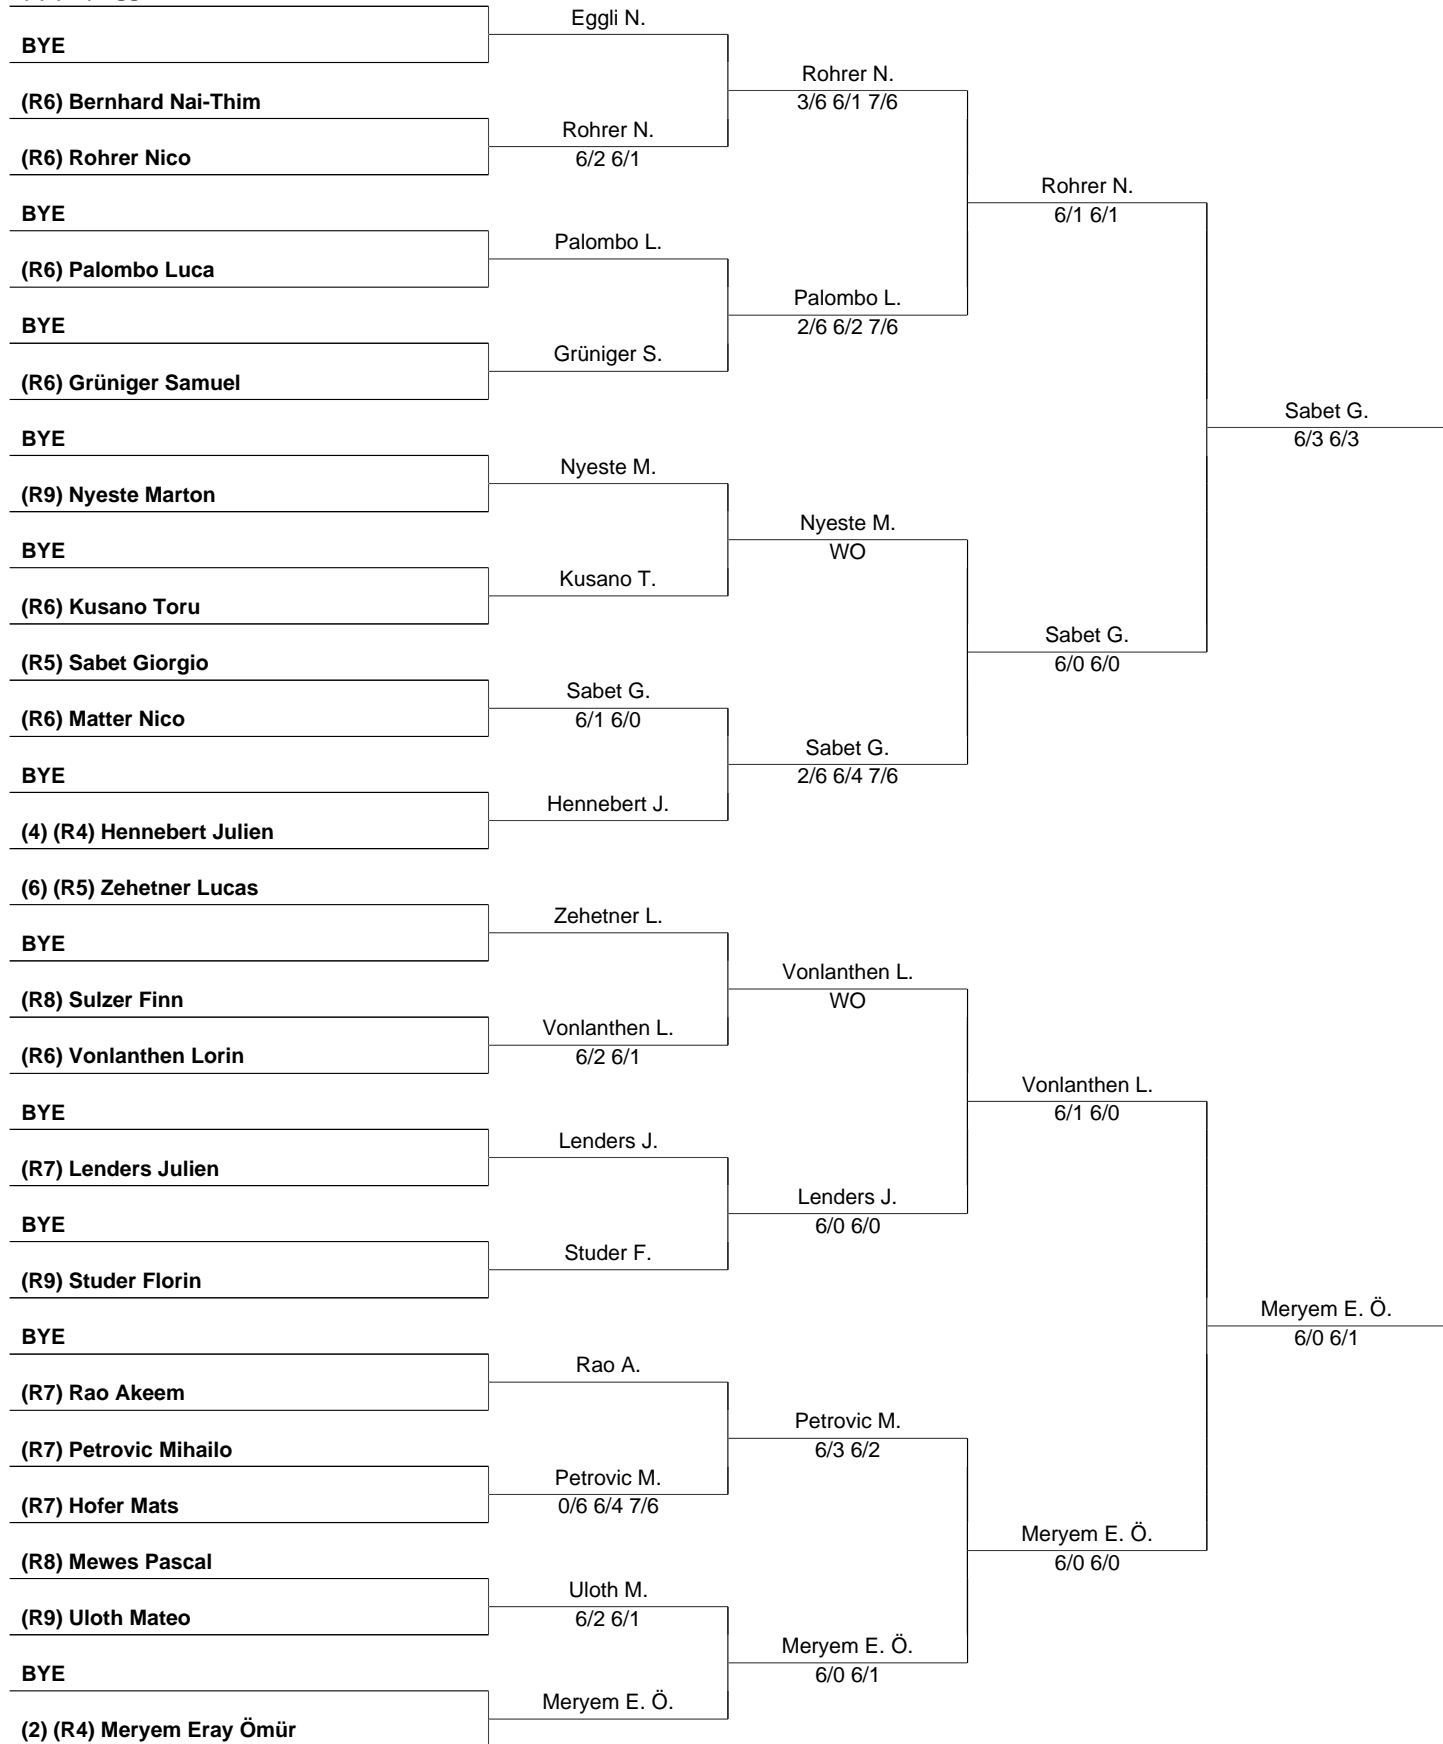 BYE
(R6) Bernhard Nai-Thim
(R6) Rohrer Nico
BYE
(R6) Palombo Luca
BYE
(R6) Grüniger Samuel
BYE
(R9) Nyeste Marton
BYE
(R6) Kusano Toru
(R5) Sabet Giorgio
(R6) Matter Nico
BYE
(4) (R4) Hennebert Julien
(6) (R5) Zehetner Lucas
BYE
(R8) Sulzer Finn
(R6) Vonlanthen Lorin
BYE
(R7) Lenders Julien
BYE
(R9) Studer Florin
BYE
(R7) Rao Akeem
(R7) Petrovic Mihailo
(R7) Hofer Mats
(R8) Mewes Pascal
(R9) Uloth Mateo
BYE
(2) (R4) Meryem Eray Ömür
Eggli N.
Rohrer N.
6/2 6/1
Palombo L.
Grüniger S.
Nyeste M.
Kusano T.
Sabet G.
6/1 6/0
Hennebert J.
Zehetner L.
Vonlanthen L.
6/2 6/1
Lenders J.
Studer F.
Rao A.
Petrovic M.
0/6 6/4 7/6
Uloth M.
6/2 6/1
Meryem E. Ö.
Rohrer N.
3/6 6/1 7/6
Palombo L.
2/6 6/2 7/6
Nyeste M.
WO
Sabet G.
2/6 6/4 7/6
Vonlanthen L.
WO
Lenders J.
6/0 6/0
Petrovic M.
6/3 6/2
Meryem E. Ö.
6/0 6/1
Rohrer N.
6/1 6/1
Sabet G.
6/0 6/0
Vonlanthen L.
6/1 6/0
Meryem E. Ö.
6/0 6/0
Sabet G.
6/3 6/3
Meryem E. Ö.
6/0 6/1